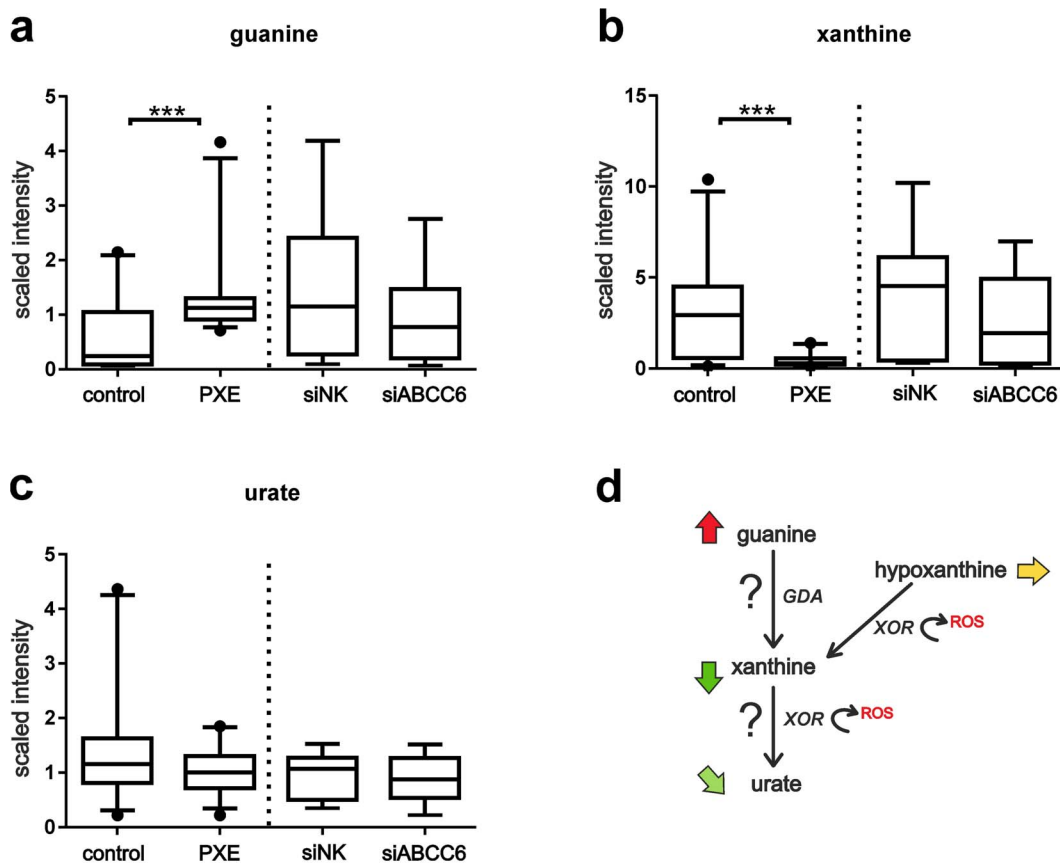 a
guanine
scaled intensity
5
4
3
2
1
0
***
control PXE siNK siABCC6
b
xanthine
scaled intensity
15
10
5
0
***
control PXE siNK siABCC6
c
urate
scaled intensity
5
4
3
2
1
0
control PXE siNK siABCC6
d
guanine
hypoxanthine
? GDA
XOR ROS
xanthine
? XOR ROS
urate